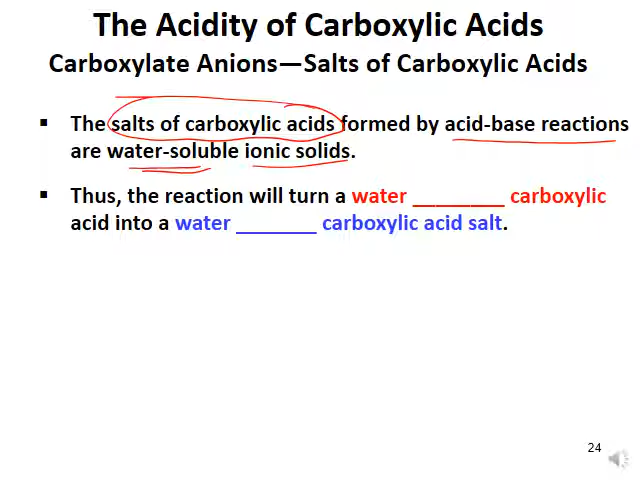 The Acidity of Carboxylic Acids
Carboxylate Anions—Salts of Carboxylic Acids
▪ The salts of carboxylic acids formed by acid-base reactions
are water-soluble ionic solids.
▪ Thus, the reaction will turn a water ________ carboxylic
acid into a water _______ carboxylic acid salt.
24